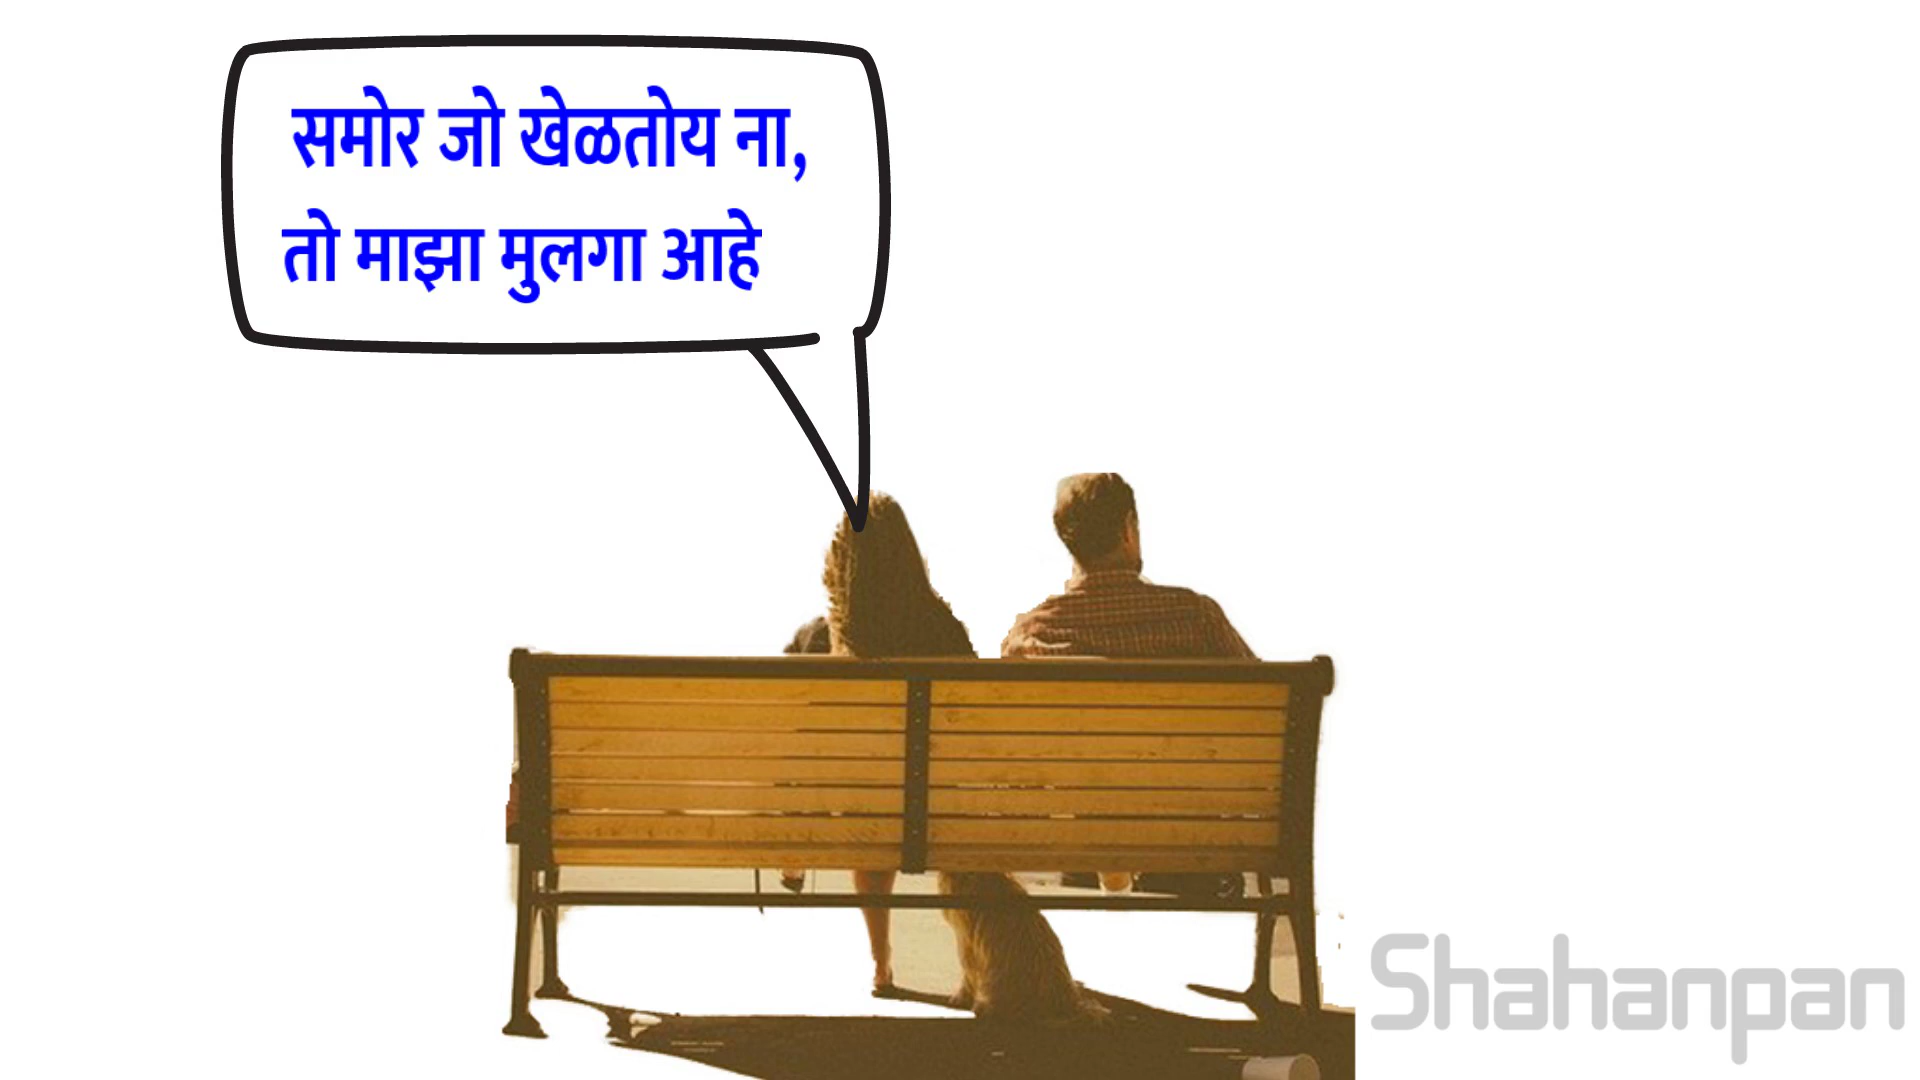 समोर जो खेळतोय ना,
तो माझा मुलगा आहे
Shahanpan